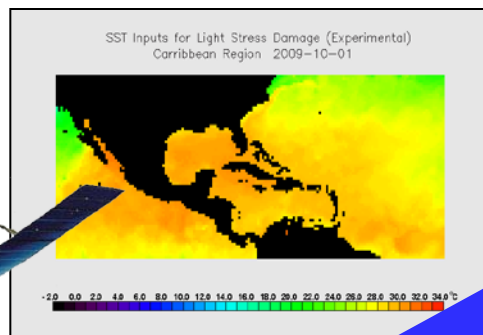 SST Inputs for Light Stress Damage (Experimental)
Carribbean Region 2009-10-01
-2.0 0.0 2.0 4.0 6.0 8.0 10.0 12.0 14.0 16.0 18.0 20.0 22.0 24.0 26.0 28.0 30.0 32.0 34.0 °C